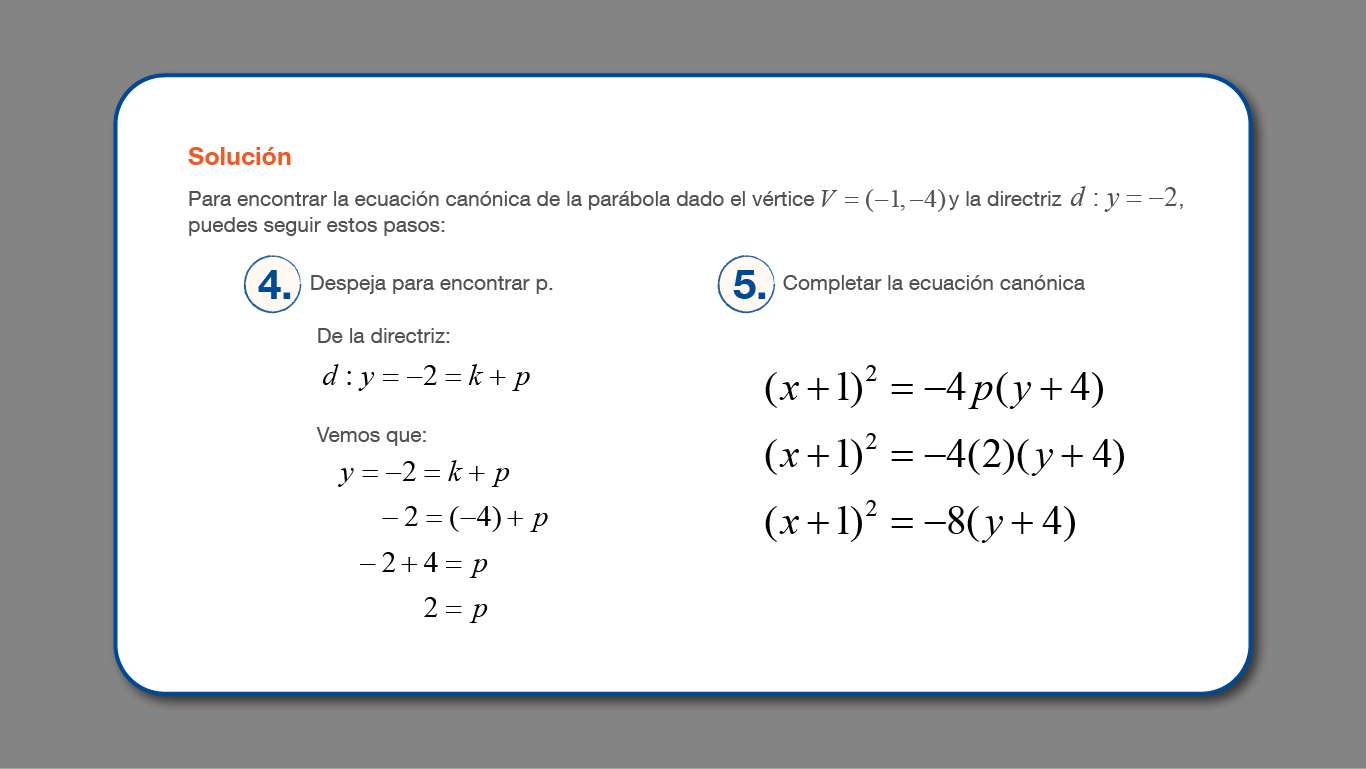 Solución
Para encontrar la ecuación canónica de la parábola dado el vértice V = (−1, −4) y la directriz d : y = −2,
puedes seguir estos pasos:
4. Despeja para encontrar p.
De la directriz:
d : y = −2 = k + p
Vemos que:
y = −2 = k + p
− 2 = (−4) + p
− 2 + 4 = p
2 = p
5. Completar la ecuación canónica
(x + 1)² = −4p(y + 4)
(x + 1)² = −4(2)(y + 4)
(x + 1)² = −8(y + 4)